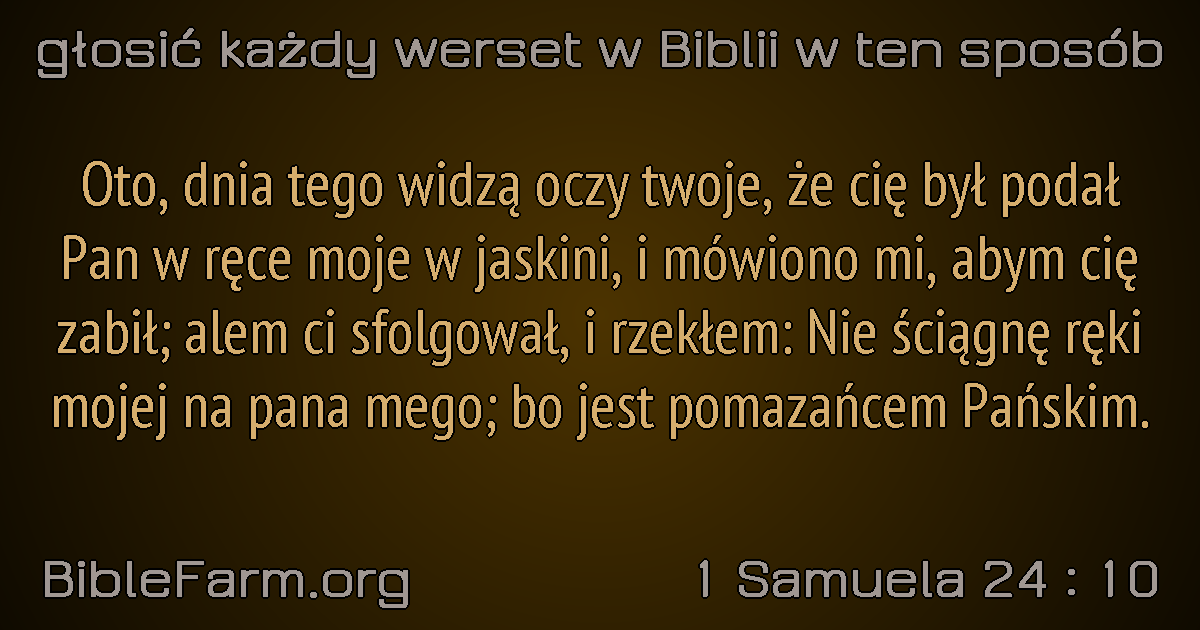 głosić każdy werset w Biblii w ten sposób
Oto, dnia tego widzą oczy twoje, że cię był podał
Pan w ręce moje w jaskini, i mówiono mi, abym cię
zabił; alem ci sfolgował, i rzekłem: Nie ściągnę ręki
mojej na pana mego; bo jest pomazańcem Pańskim.
BibleFarm.org
1 Samuela 24 : 10